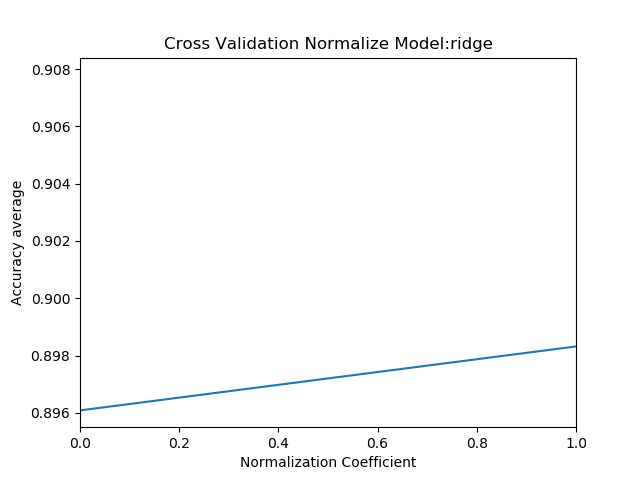 Cross Validation Normalize Model:ridge
0.908
0.906
0.904
0.902
0.900
0.898
0.896
Accuracy average
0.0 0.2 0.4 0.6 0.8 1.0
Normalization Coefficient